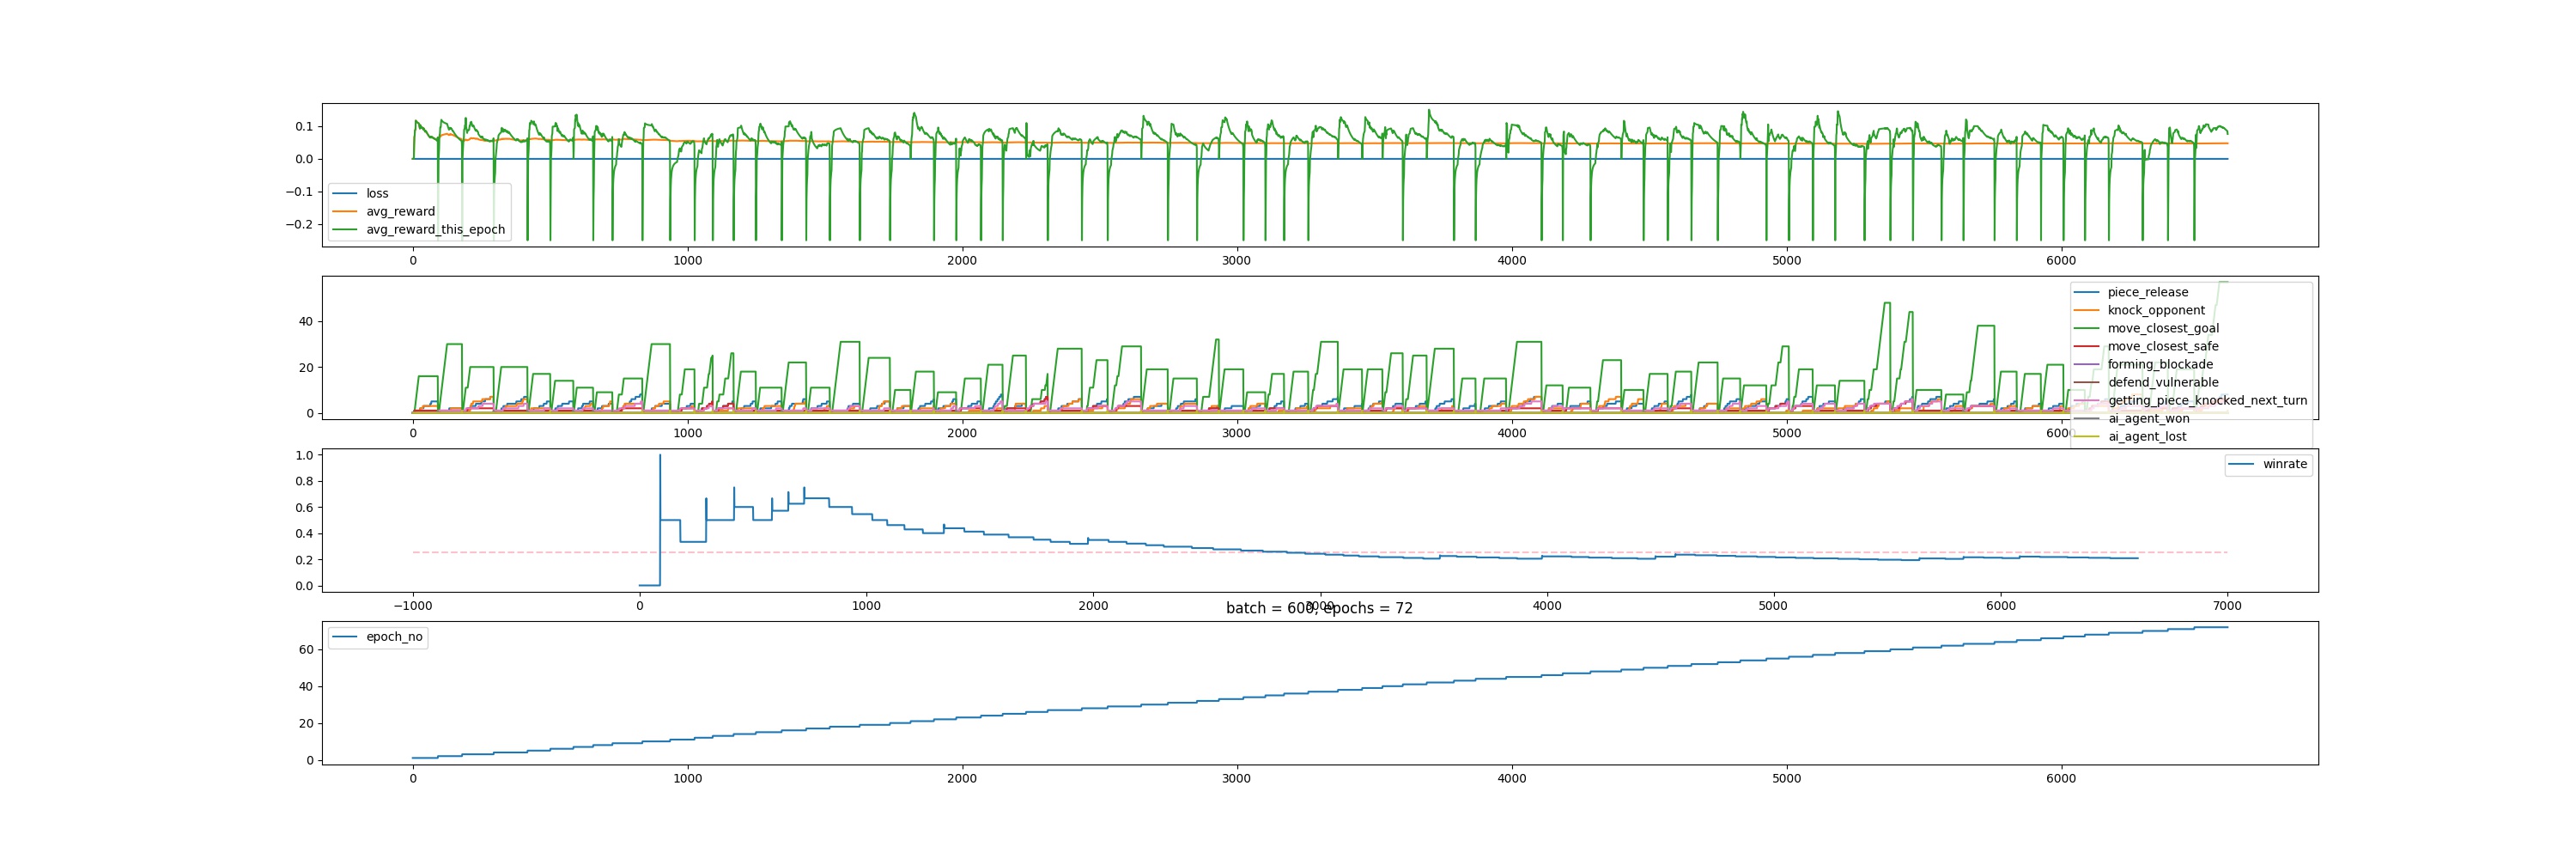 0.1
0.0
−0.1
−0.2
loss
avg_reward
avg_reward_this_epoch
0 1000 2000 3000 4000 5000 6000
40
20
0
piece_release
knock_opponent
move_closest_goal
move_closest_safe
forming_blockade
defend_vulnerable
getting_piece_knocked_next_turn
ai_agent_won
ai_agent_lost
0 1000 2000 3000 4000 5000 6000
1.0
0.8
0.6
0.4
0.2
0.0
winrate
−1000 0 1000 2000 3000 4000 5000 6000 7000
batch = 600, epochs = 72
60
40
20
0
epoch_no
0 1000 2000 3000 4000 5000 6000